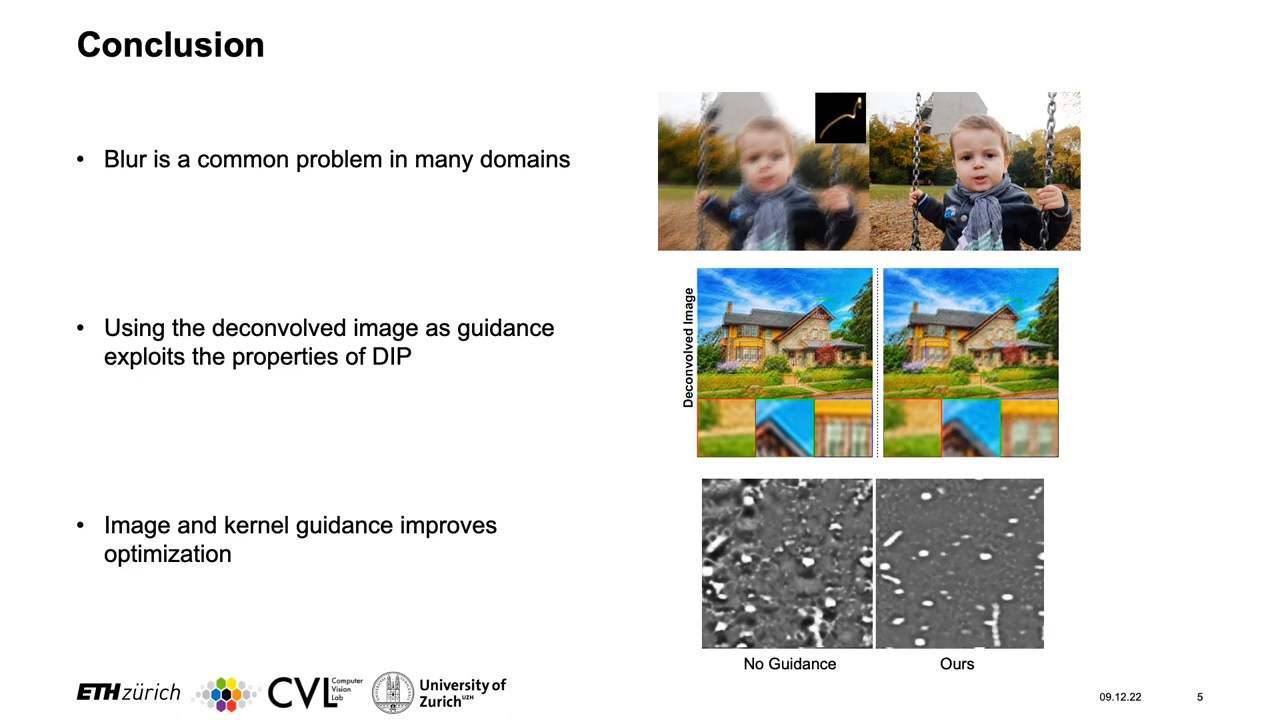 Conclusion
• Blur is a common problem in many domains
• Using the deconvolved image as guidance
exploits the properties of DIP
Deconvolved Image
• Image and kernel guidance improves
optimization
No Guidance
Ours
ETH zürich
CVL Computer
Vision
Lab
University of
Zurich UZH
09.12.22
5